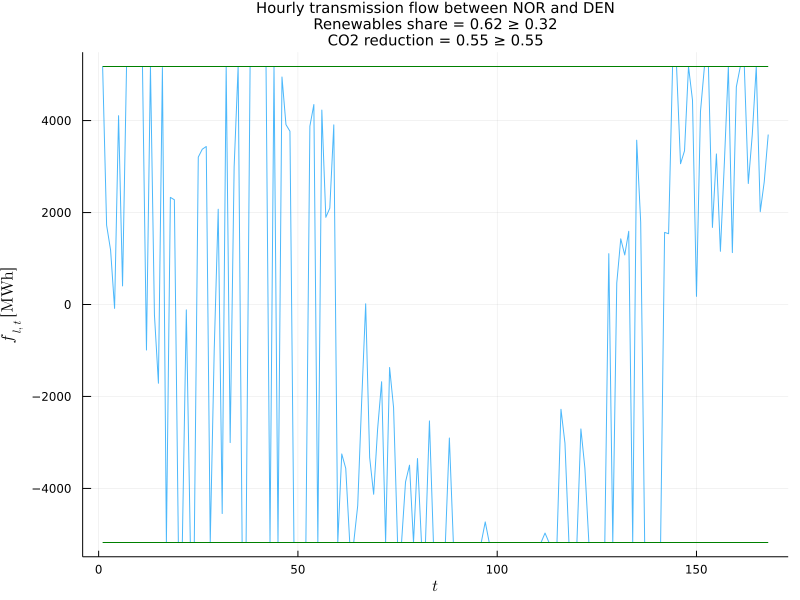 Hourly transmission flow between NOR and DEN
Renewables share = 0.62 ≥ 0.32
CO2 reduction = 0.55 ≥ 0.55
4000
2000
0
−2000
−4000
f_{l,t} [MWh]
0 50 100 150
t